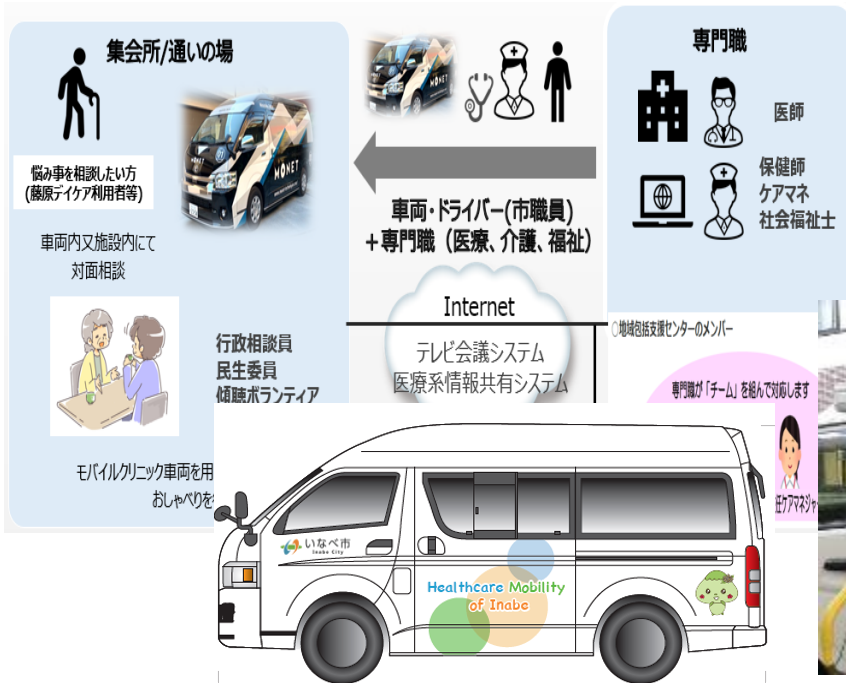 集会所/通いの場
MONET
悩み事を相談したい方
(藤原デイケア利用者等)
車両内又施設内にて
対面相談
行政相談員
民生委員
傾聴ボランティア
モバイルクリニック車両を用
おしゃべりを
MONET
車両・ドライバー(市職員)
+専門職(医療、介護、福祉)
Internet
テレビ会議システム
医療系情報共有システム
専門職
医師
保健師
ケアマネ
社会福祉士
○地域包括支援センターのメンバー
専門職が「チーム」を組んで対応します
任ケアマネジャ
いなべ市
Inabe City
Healthcare Mobility
of Inabe